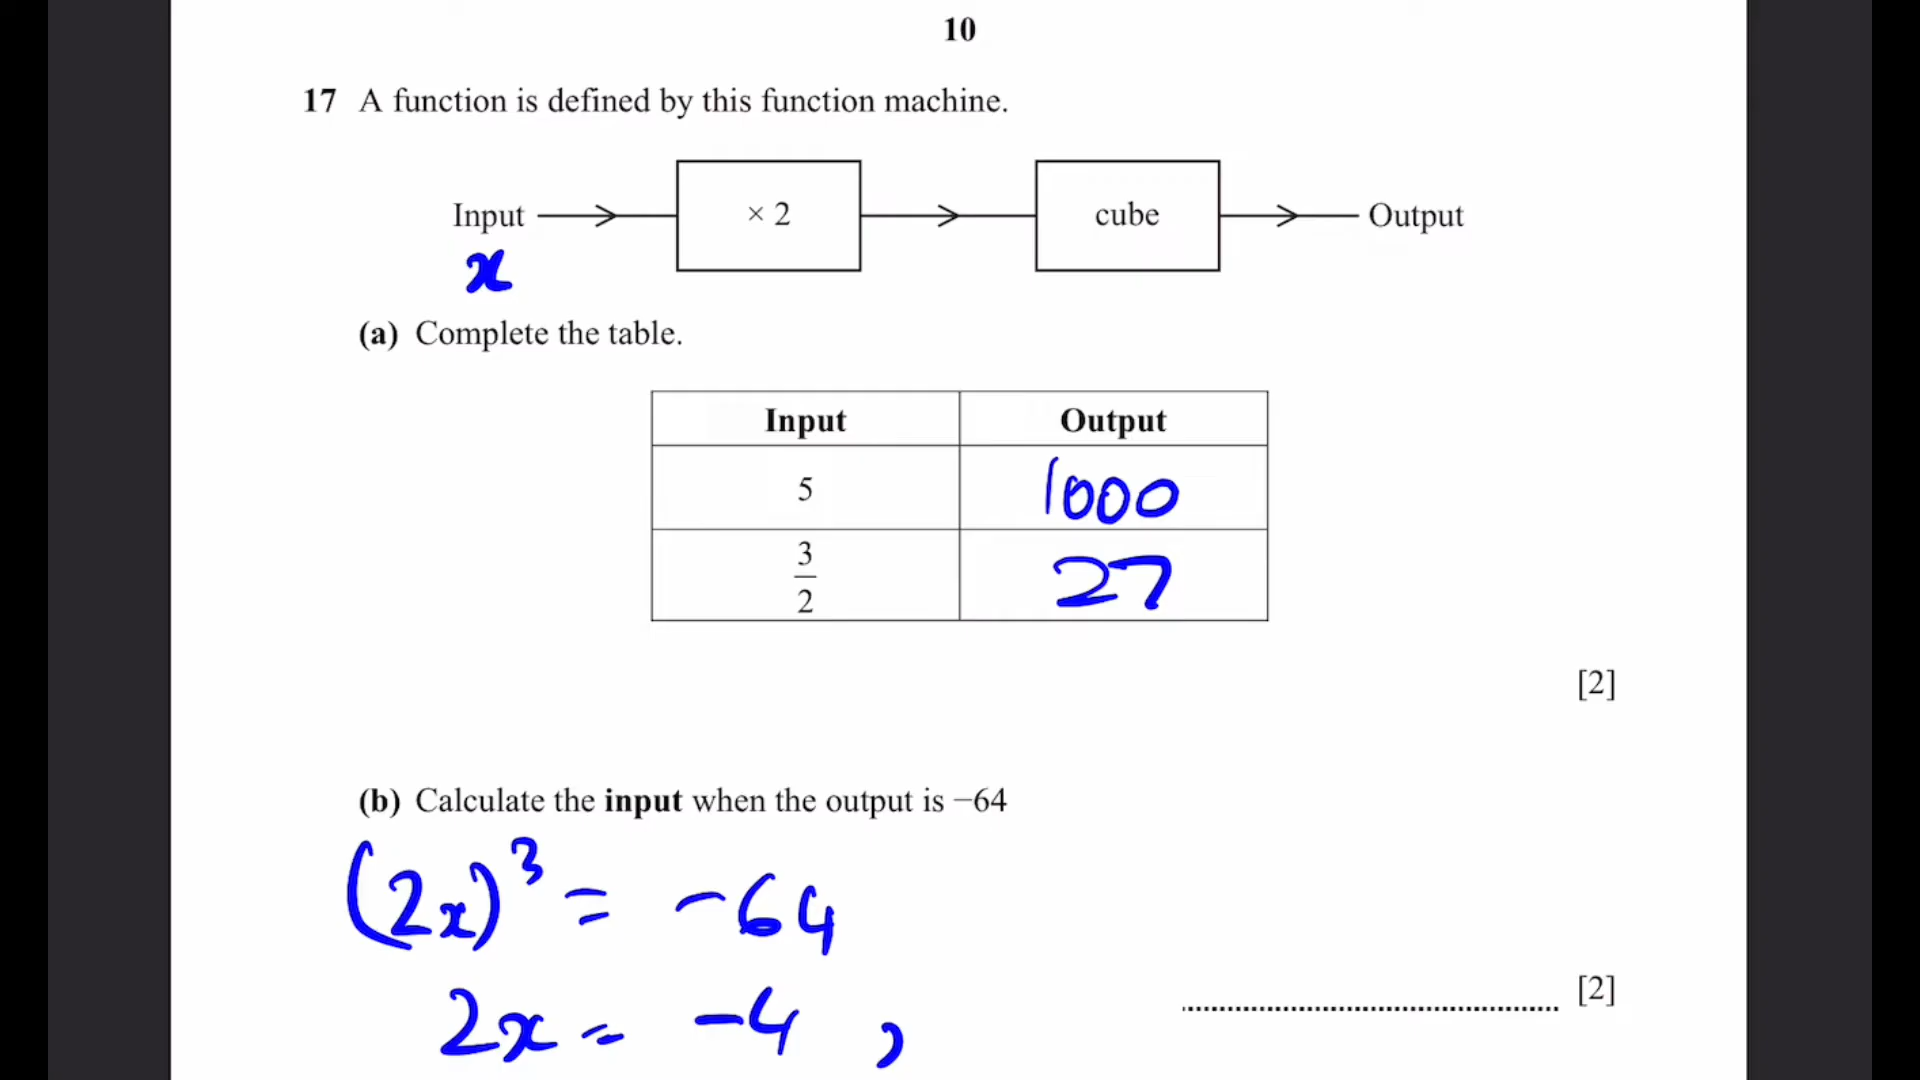 10
17 A function is defined by this function machine.
Input × 2 cube Output
x
(a) Complete the table.
Input Output
5 1000
3/2 27
[2]
(b) Calculate the input when the output is −64
(2x)³ = -64
2x = -4 ,
[2]